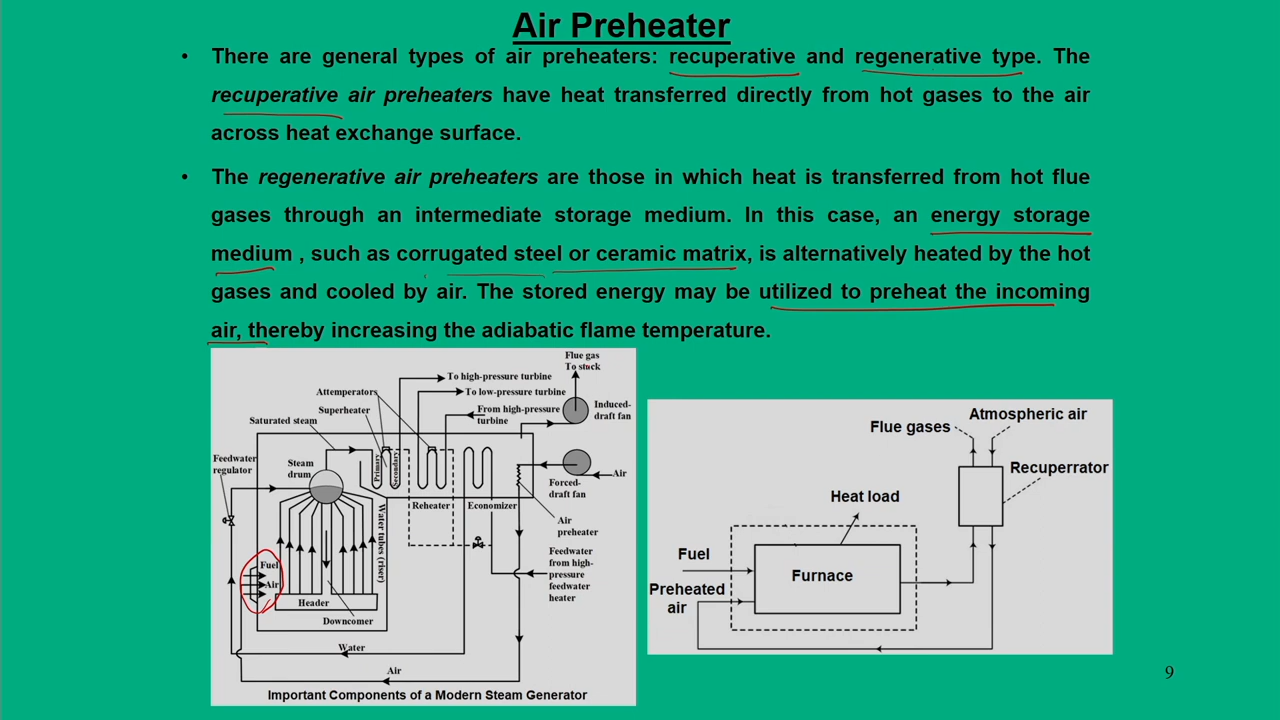 Air Preheater
• There are general types of air preheaters: recuperative and regenerative type. The
recuperative air preheaters have heat transferred directly from hot gases to the air
across heat exchange surface.
• The regenerative air preheaters are those in which heat is transferred from hot flue
gases through an intermediate storage medium. In this case, an energy storage
medium , such as corrugated steel or ceramic matrix, is alternatively heated by the hot
gases and cooled by air. The stored energy may be utilized to preheat the incoming
air, thereby increasing the adiabatic flame temperature.
Flue gas
To stack
To high-pressure turbine
Attemperators
To low-pressure turbine
Superheater
From high-pressure
turbine
Induced-
draft fan
Saturated steam
Feedwater
regulator
Steam
drum
Primary
Secondary
Air
Forced-
draft fan
Reheater
Economizer
Water tubes (riser)
Air
preheater
Fuel
Air
Feedwater
from high-
pressure
feedwater
heater
Header
Downcomer
Water
Air
Important Components of a Modern Steam Generator
Atmospheric air
Flue gases
Recuperrator
Heat load
Fuel
Furnace
Preheated
air
9